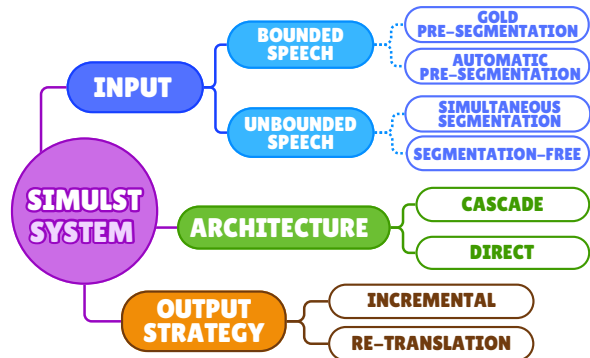 SIMULST
SYSTEM
INPUT
BOUNDED
SPEECH
GOLD
PRE-SEGMENTATION
AUTOMATIC
PRE-SEGMENTATION
UNBOUNDED
SPEECH
SIMULTANEOUS
SEGMENTATION
SEGMENTATION-FREE
ARCHITECTURE
CASCADE
DIRECT
OUTPUT
STRATEGY
INCREMENTAL
RE-TRANSLATION